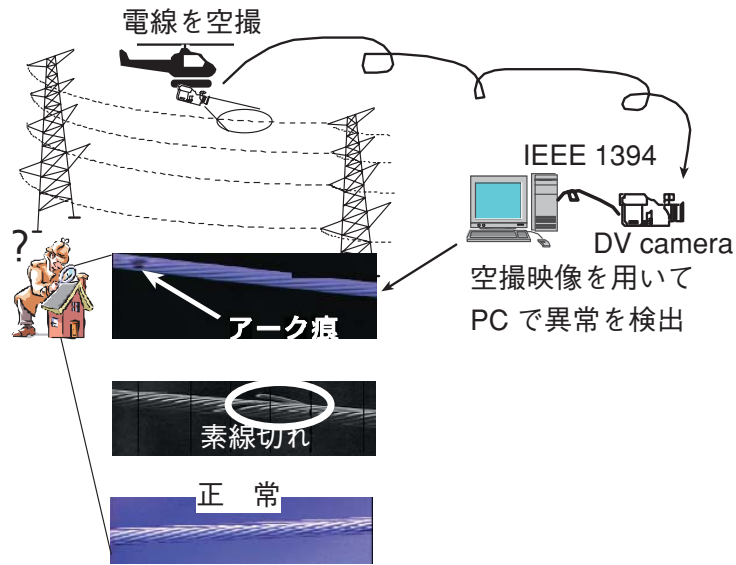 電線を空撮
IEEE 1394
DV camera
空撮映像を用いて
PC で異常を検出
?
アーク痕
素線切れ
正 常